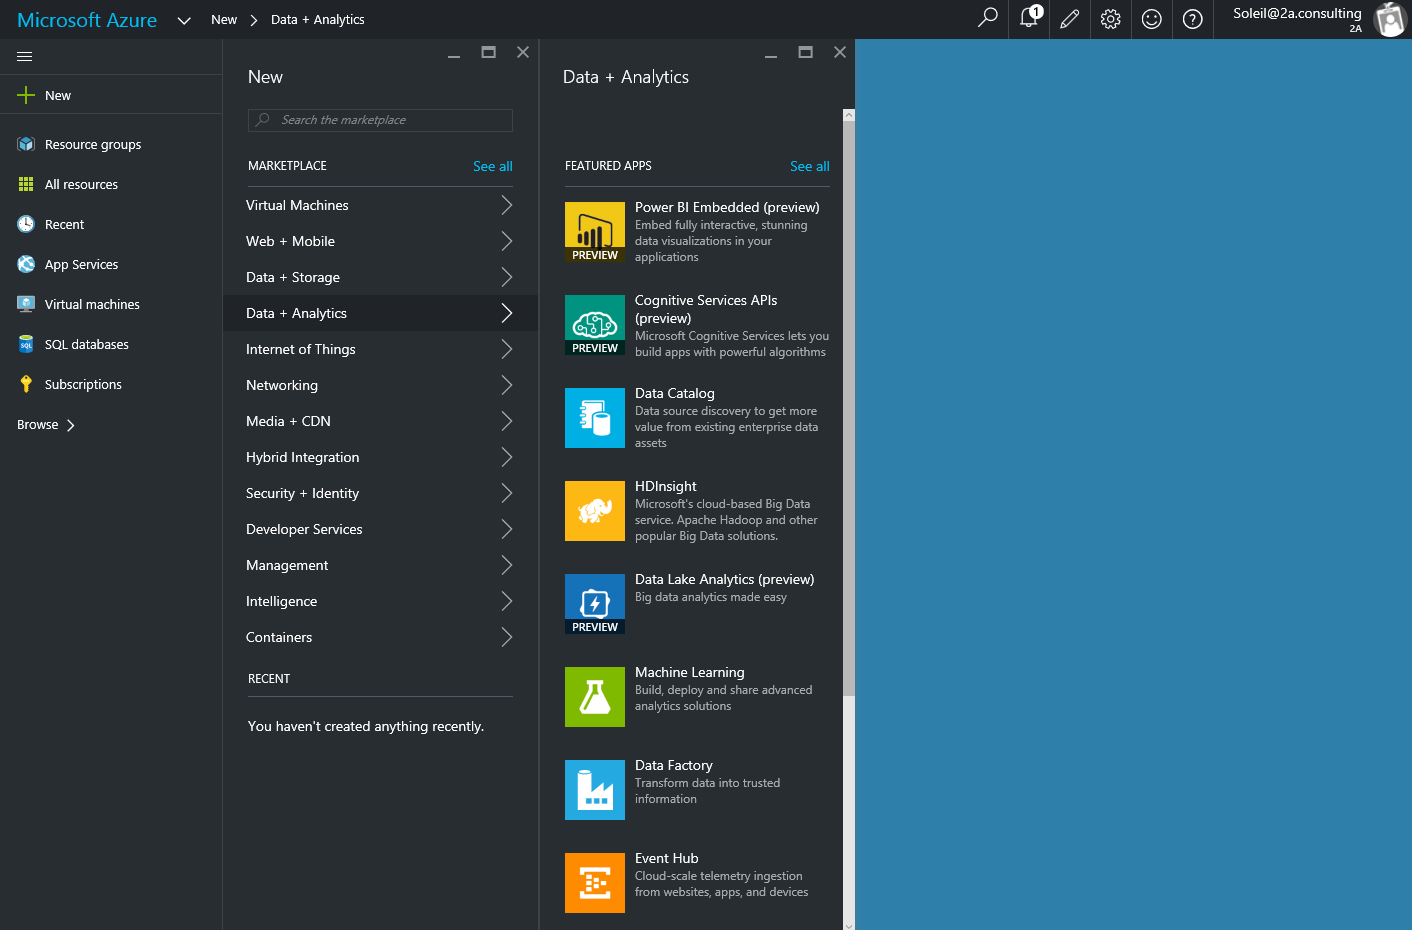 Microsoft Azure New Data + Analytics 1 Soleil@2a.consulting
2A
New
Resource groups
All resources
Recent
App Services
Virtual machines
SQL databases
Subscriptions
Browse
New
Search the marketplace
MARKETPLACE See all
Virtual Machines
Web + Mobile
Data + Storage
Data + Analytics
Internet of Things
Networking
Media + CDN
Hybrid Integration
Security + Identity
Developer Services
Management
Intelligence
Containers
RECENT
You haven't created anything recently.
Data + Analytics
FEATURED APPS See all
PREVIEW
Power BI Embedded (preview)
Embed fully interactive, stunning
data visualizations in your
applications
PREVIEW
Cognitive Services APIs
(preview)
Microsoft Cognitive Services lets you
build apps with powerful algorithms
Data Catalog
Data source discovery to get more
value from existing enterprise data
assets
HDInsight
Microsoft's cloud-based Big Data
service. Apache Hadoop and other
popular Big Data solutions.
PREVIEW
Data Lake Analytics (preview)
Big data analytics made easy
Machine Learning
Build, deploy and share advanced
analytics solutions
Data Factory
Transform data into trusted
information
Event Hub
Cloud-scale telemetry ingestion
from websites, apps, and devices